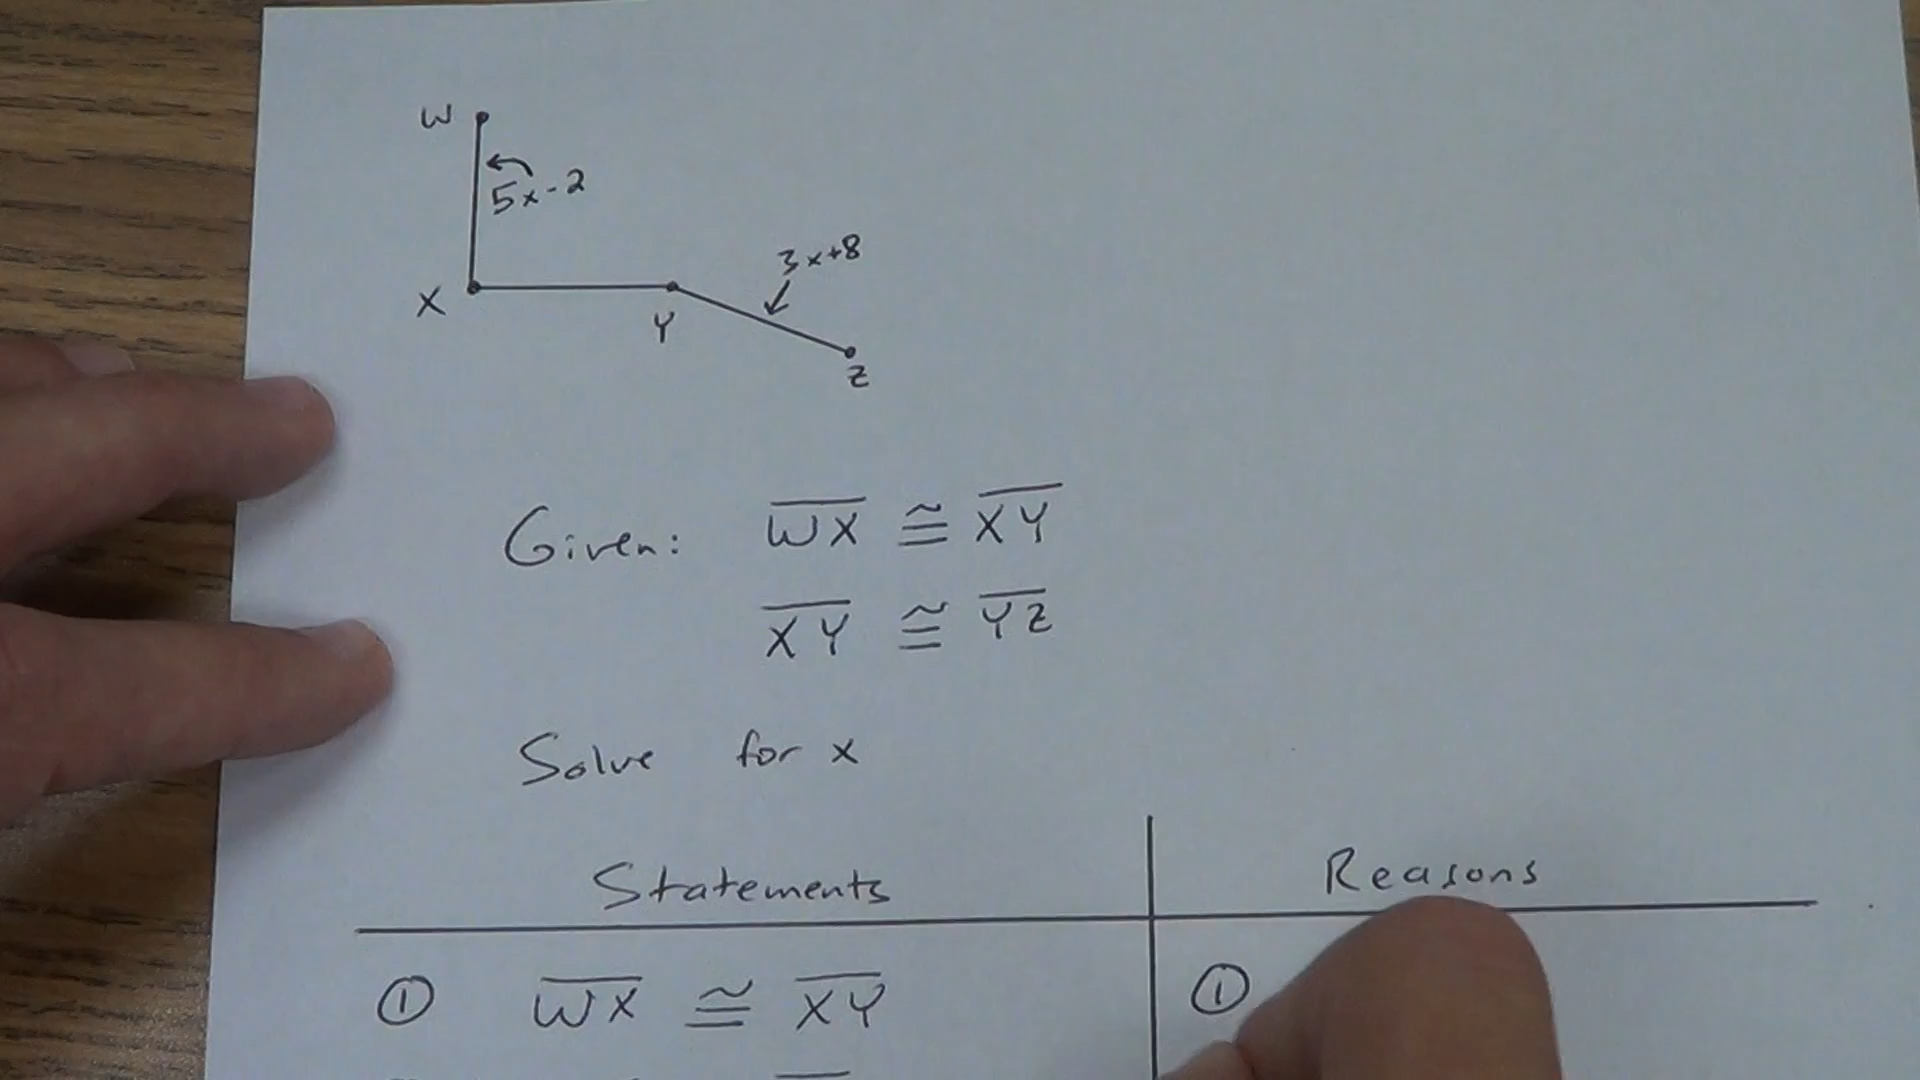 W
5x-2
3x+8
X
Y
Z
Given: WX ≅ XY
XY ≅ YZ
Solve for x
Statements Reasons
① WX ≅ XY ①